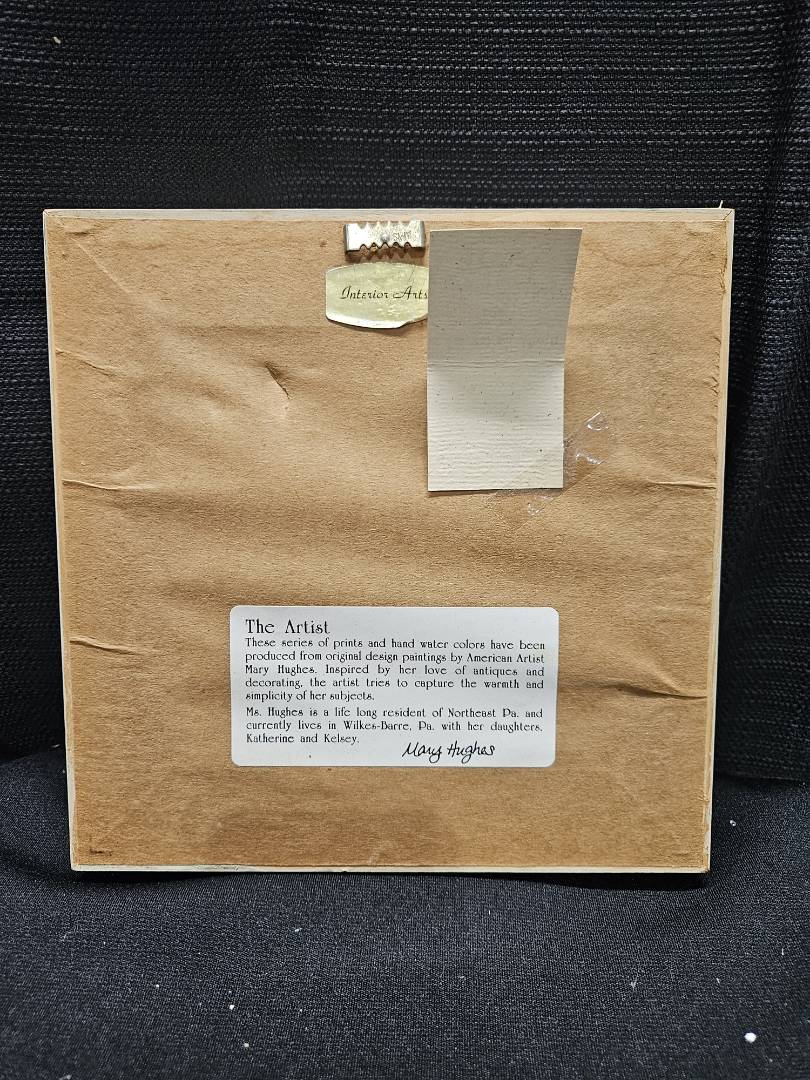 Interior Arts
The Artist
These series of prints and hand water colors have been
produced from original design paintings by American Artist
Mary Hughes. Inspired by her love of antiques and
decorating, the artist tries to capture the warmth and
simplicity of her subjects.
Ms. Hughes is a life long resident of Northeast Pa. and
currently lives in Wilkes-Barre, Pa. with her daughters,
Katherine and Kelsey.
Mary Hughes